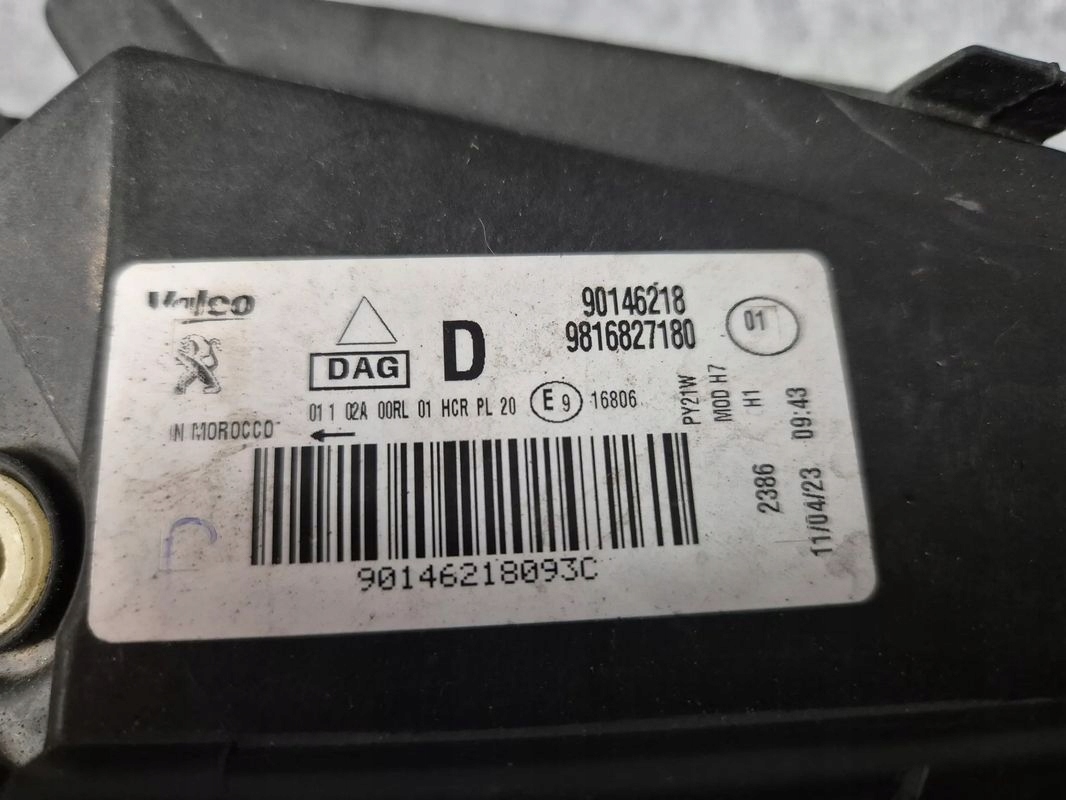 Valeo
90146218
9816827180
01
DAG
D
01 1 02A 00RL 01 HCR PL 20
E9
16806
IN MOROCCO
PY21W
MOD H7
H1
2386
11/04/23 09:43
90146218093C